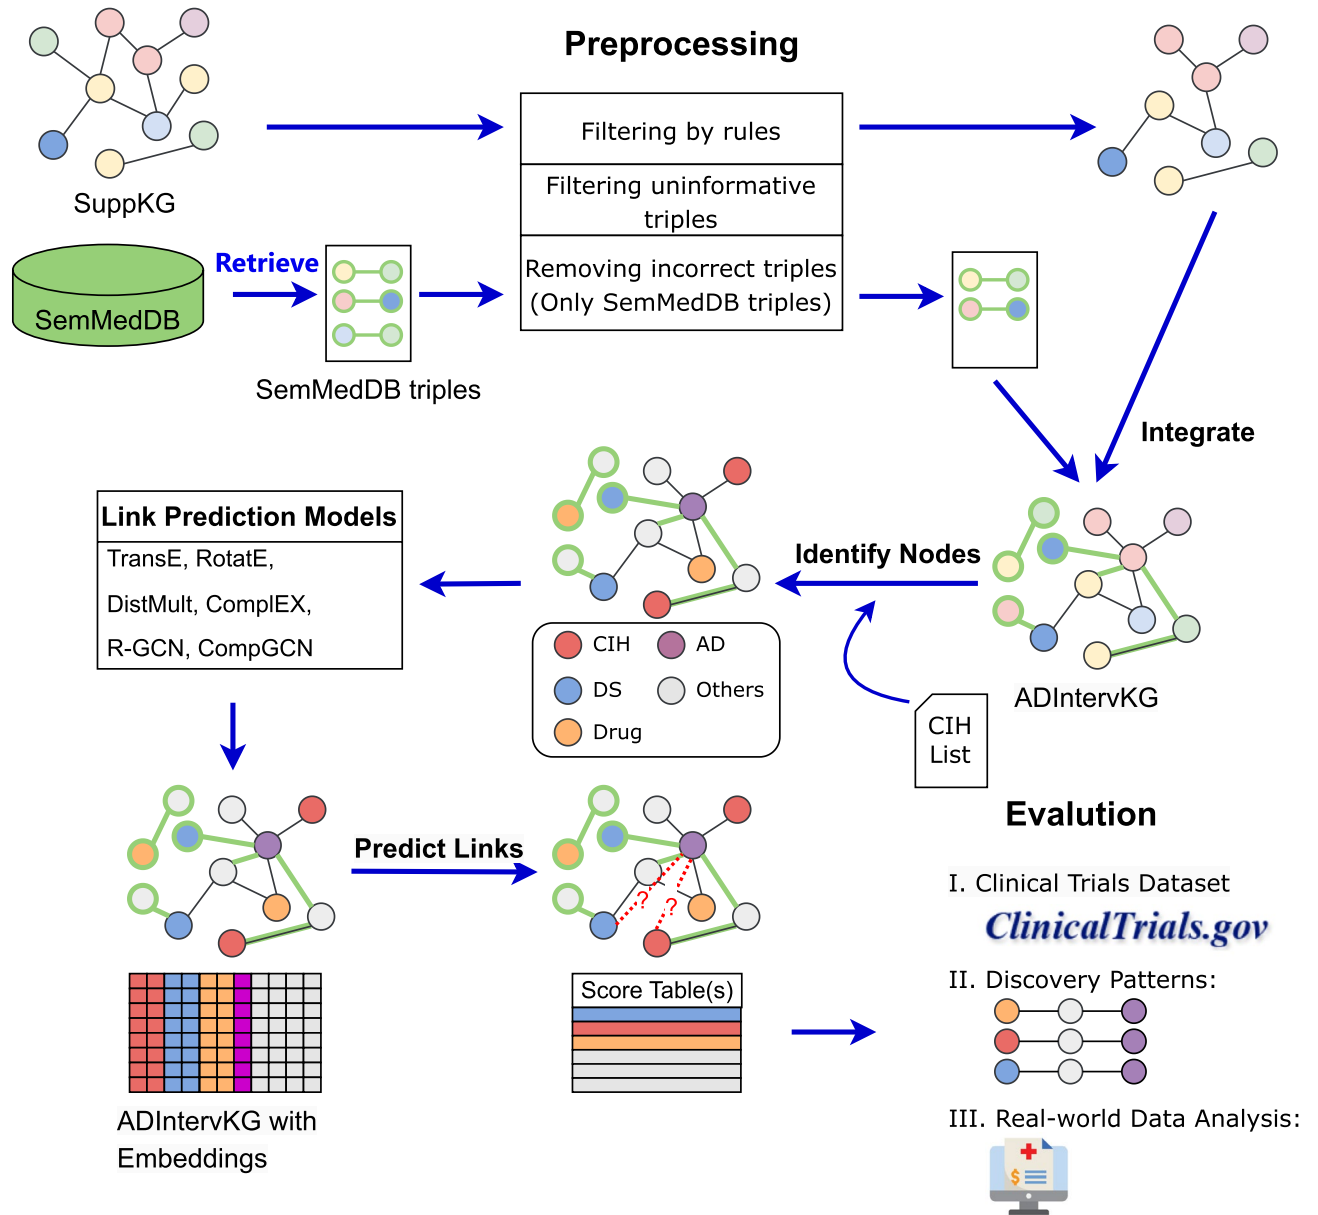 Preprocessing
SuppKG
Filtering by rules
Filtering uninformative
triples
Removing incorrect triples
(Only SemMedDB triples)
SemMedDB
Retrieve
SemMedDB triples
Integrate
Link Prediction Models
TransE, RotatE,
DistMult, ComplEX,
R-GCN, CompGCN
Identify Nodes
CIH
AD
DS
Others
Drug
ADIntervKG
CIH
List
Predict Links
?
?
ADIntervKG with
Embeddings
Score Table(s)
Evalution
I. Clinical Trials Dataset
ClinicalTrials.gov
II. Discovery Patterns:
III. Real-world Data Analysis:
$